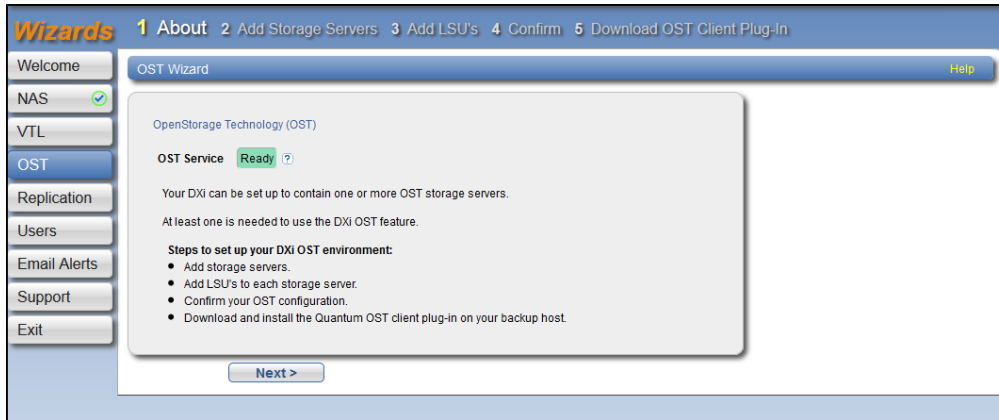 Wizards
1 About 2 Add Storage Servers 3 Add LSU's 4 Confirm 5 Download OST Client Plug-In
Welcome
NAS
VTL
OST
Replication
Users
Email Alerts
Support
Exit
OST Wizard
Help
OpenStorage Technology (OST)
OST Service Ready ?
Your DXi can be set up to contain one or more OST storage servers.
At least one is needed to use the DXi OST feature.
Steps to set up your DXi OST environment:
• Add storage servers.
• Add LSU's to each storage server.
• Confirm your OST configuration.
• Download and install the Quantum OST client plug-in on your backup host.
Next >